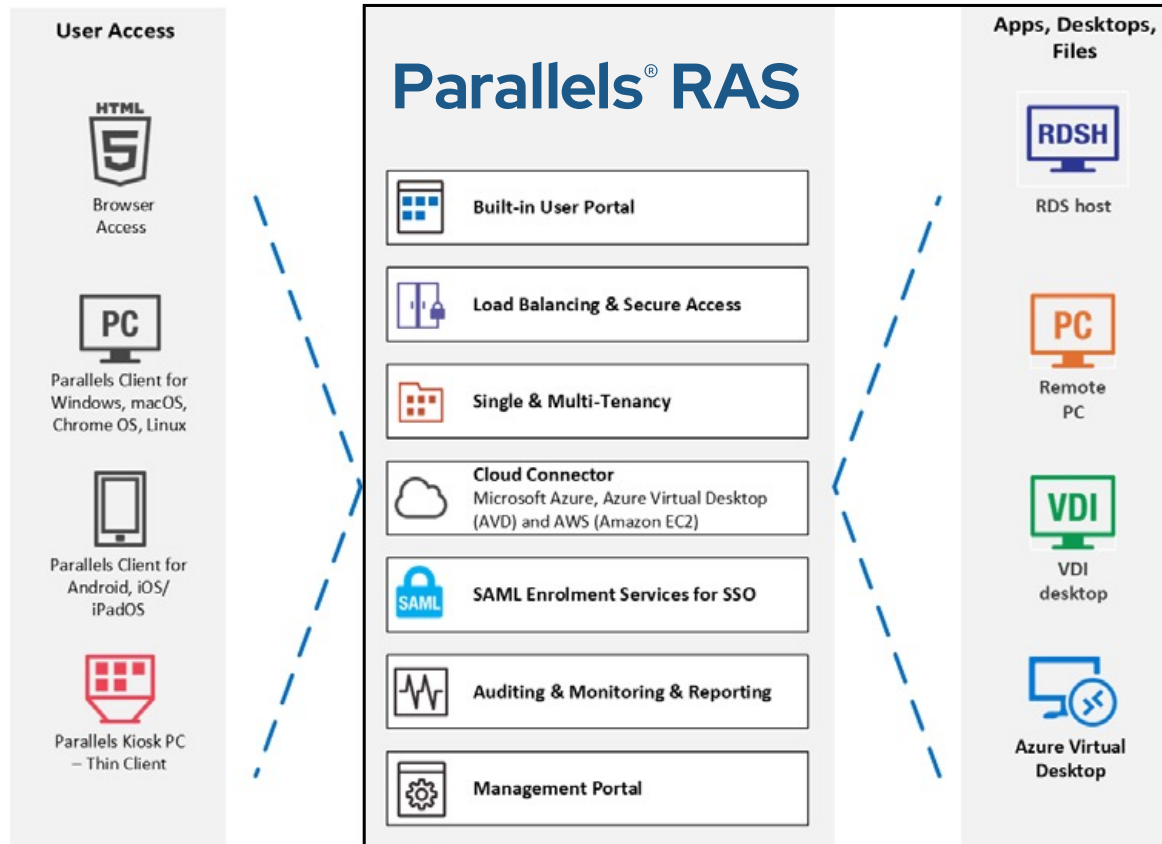 User Access
HTML
5
Browser
Access
PC
Parallels Client for
Windows, macOS,
Chrome OS, Linux
Parallels Client for
Android, iOS/
iPadOS
Parallels Kiosk PC
– Thin Client
Parallels® RAS
Built-in User Portal
Load Balancing & Secure Access
Single & Multi-Tenancy
Cloud Connector
Microsoft Azure, Azure Virtual Desktop
(AVD) and AWS (Amazon EC2)
SAML
SAML Enrolment Services for SSO
Auditing & Monitoring & Reporting
Management Portal
Apps, Desktops,
Files
RDSH
RDS host
PC
Remote
PC
VDI
VDI
desktop
Azure Virtual
Desktop